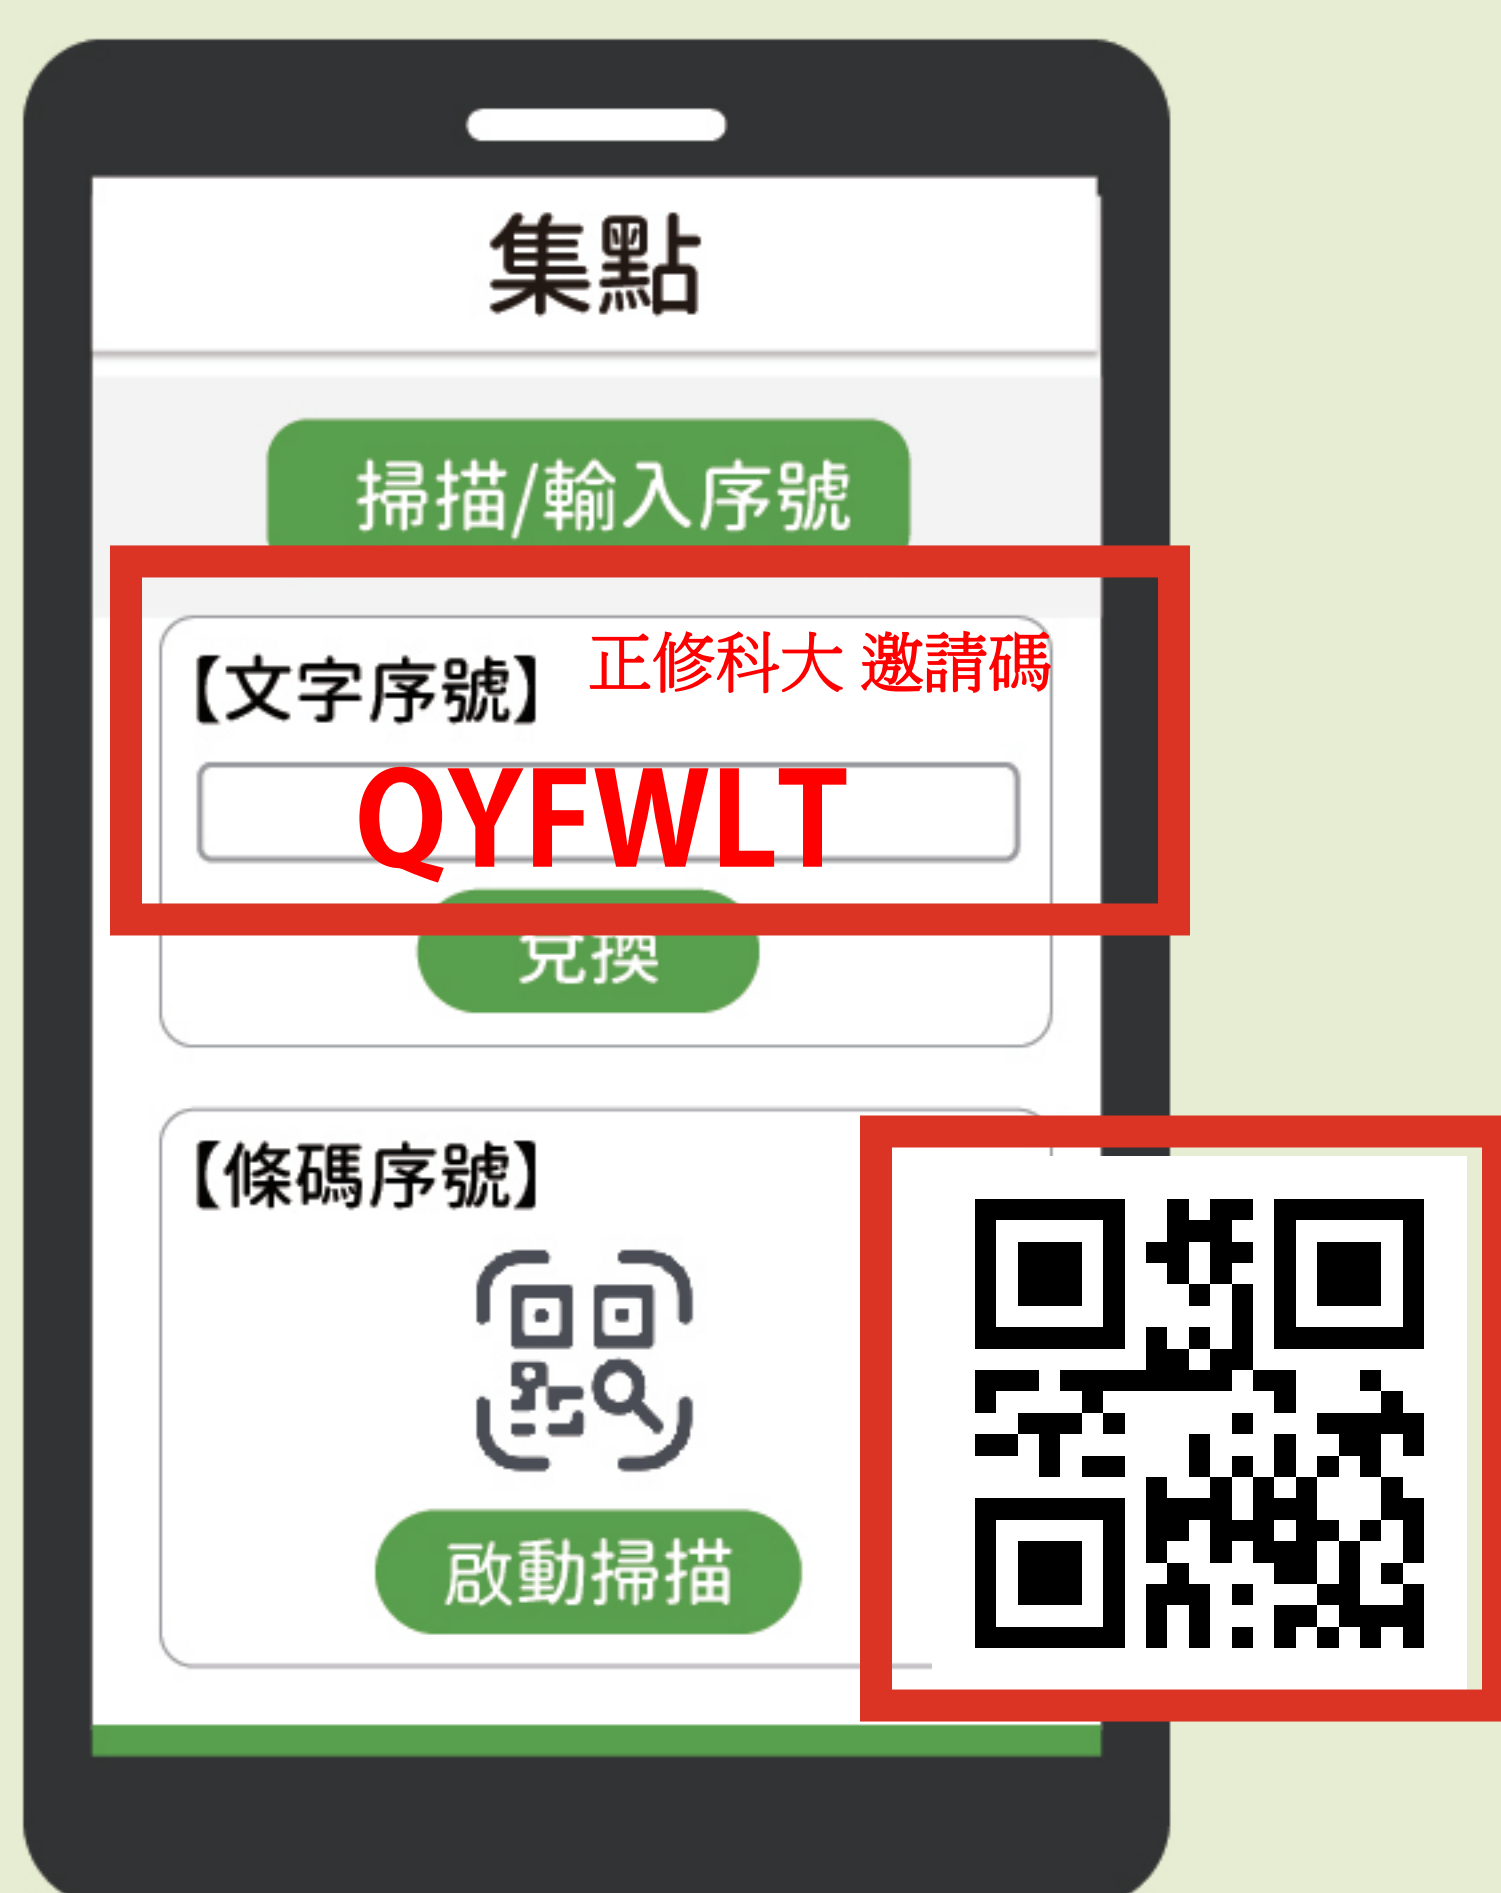 集點
掃描/輸入序號
【文字序號】 正修科大 邀請碼
QYFWLT
兌換
【條碼序號】
啟動掃描